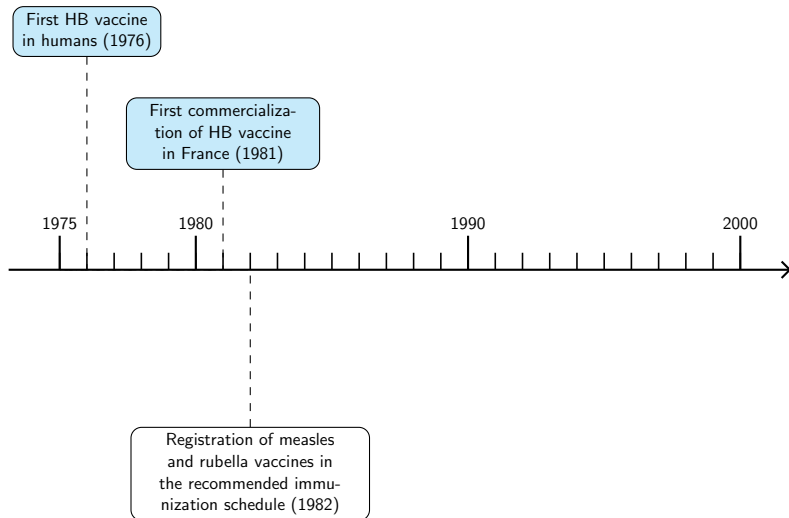 First HB vaccine
in humans (1976)
First commercializa-
tion of HB vaccine
in France (1981)
1975 1980 1990 2000
Registration of measles
and rubella vaccines in
the recommended immu-
nization schedule (1982)